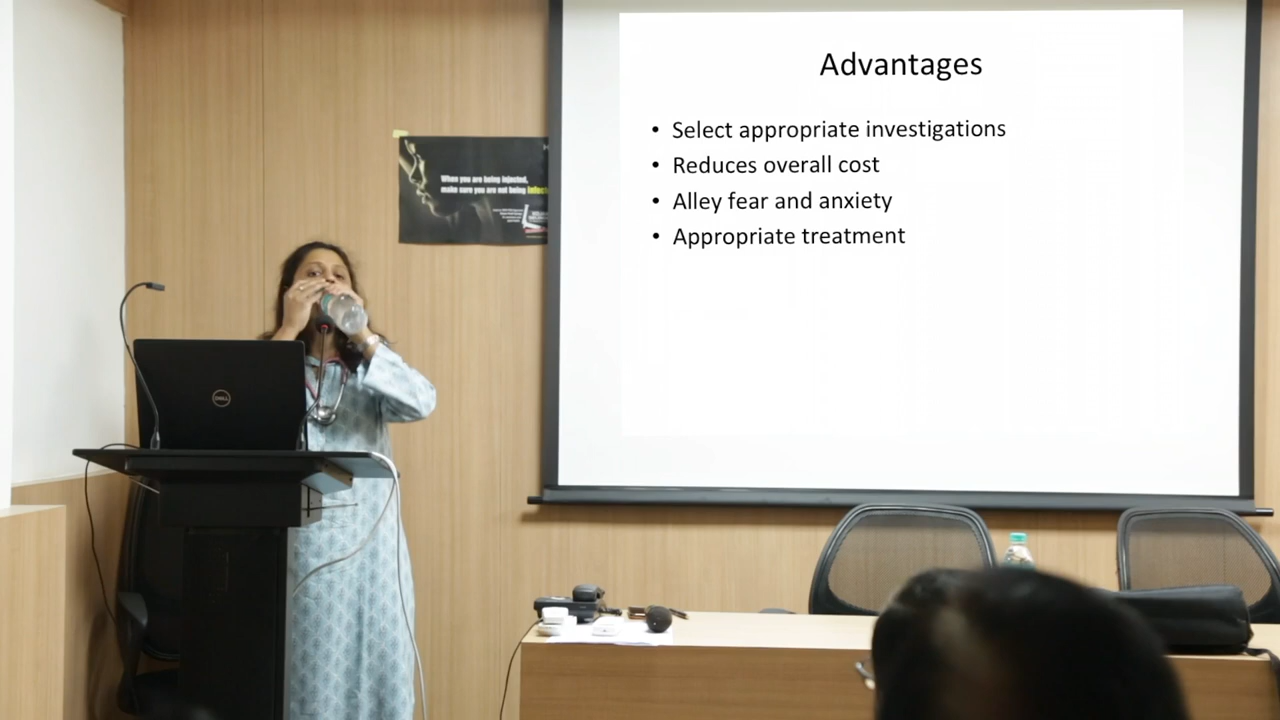 Advantages
• Select appropriate investigations
• Reduces overall cost
• Alley fear and anxiety
• Appropriate treatment
When you are being injected,
make sure you are not being
DELL